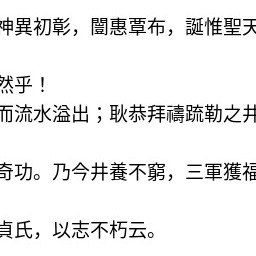 神異初彰，闓惠覃布，誕惟聖天
然乎！
而流水溢出；耿恭拜禱疏勒之井
奇功。乃今井養不窮，三軍獲福
貞氏，以志不朽云。